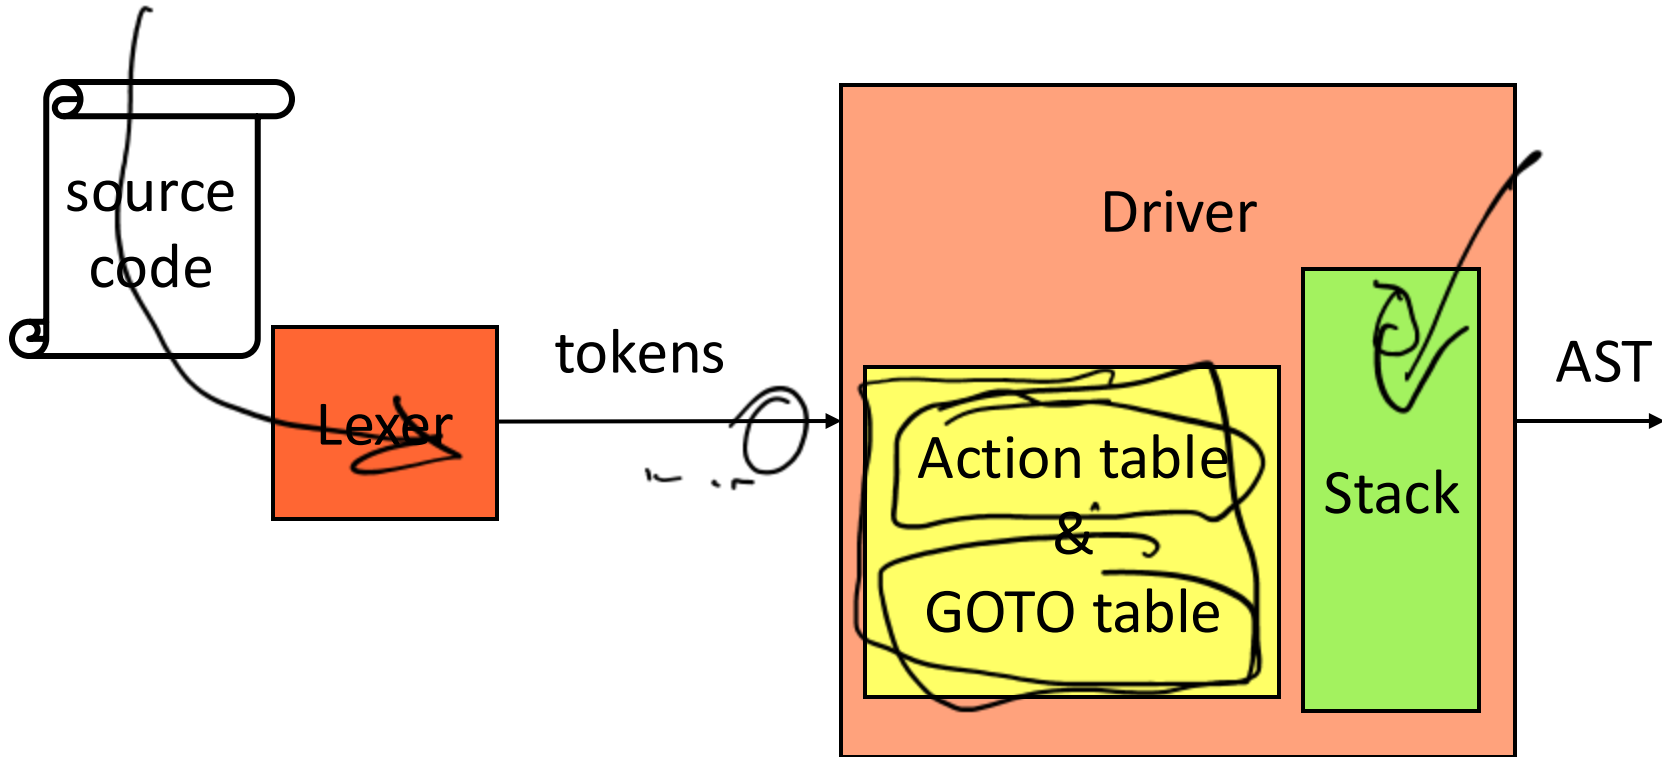 source
code
Lexer
tokens
Driver
Action table
&
GOTO table
Stack
AST